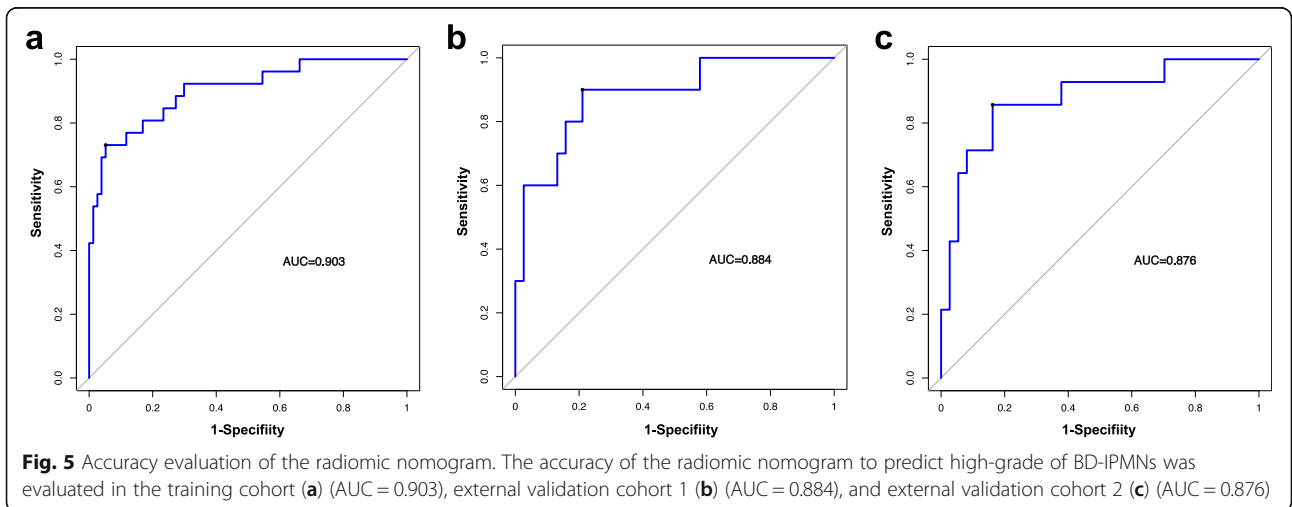 a
1.0
0.8
0.6
0.4
0.2
0.0
Sensitivity
AUC=0.903
0 0.2 0.4 0.6 0.8 1
1-Specifiity
b
1.0
0.8
0.6
0.4
0.2
0.0
Sensitivity
AUC=0.884
0 0.2 0.4 0.6 0.8 1
1-Specifiity
c
1.0
0.8
0.6
0.4
0.2
0.0
Sensitivity
AUC=0.876
0 0.2 0.4 0.6 0.8 1
1-Specifiity
Fig. 5 Accuracy evaluation of the radiomic nomogram. The accuracy of the radiomic nomogram to predict high-grade of BD-IPMNs was
evaluated in the training cohort (a) (AUC = 0.903), external validation cohort 1 (b) (AUC = 0.884), and external validation cohort 2 (c) (AUC = 0.876)